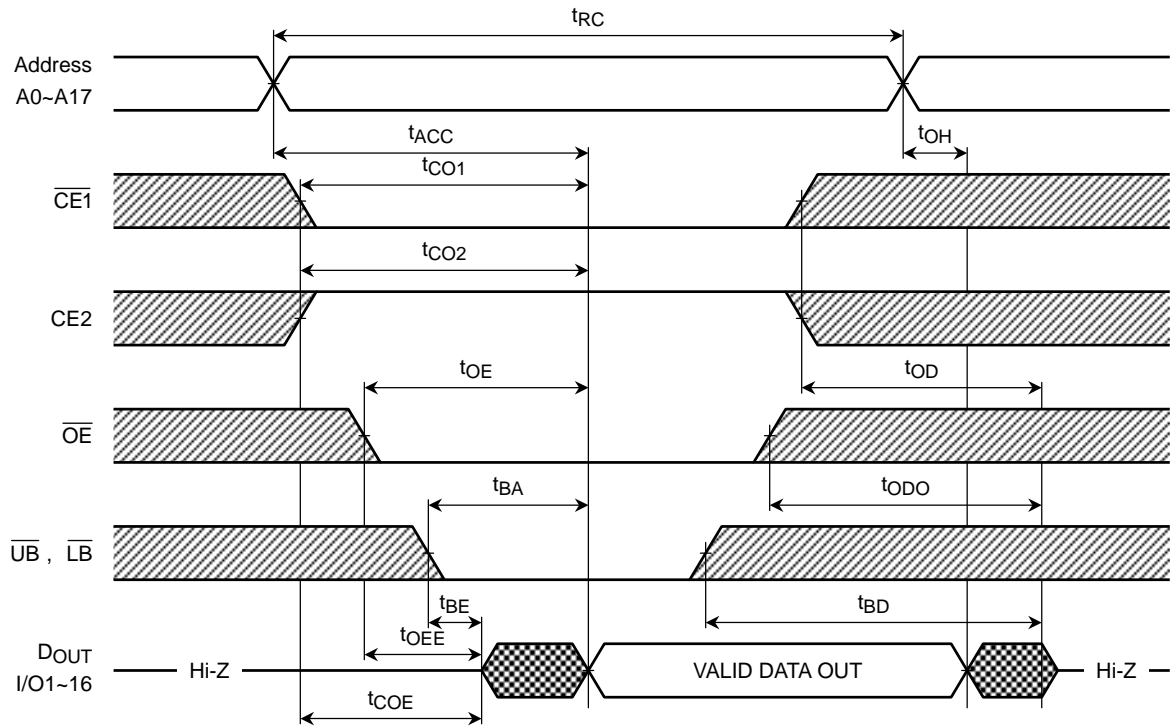 tRC
Address
A0~A17
tACC
tOH
tCO1
CE1
tCO2
CE2
tOE
tOD
OE
tBA
tODO
UB , LB
tBE
tBD
tOEE
DOUT
I/O1~16
Hi-Z
VALID DATA OUT
Hi-Z
tCOE